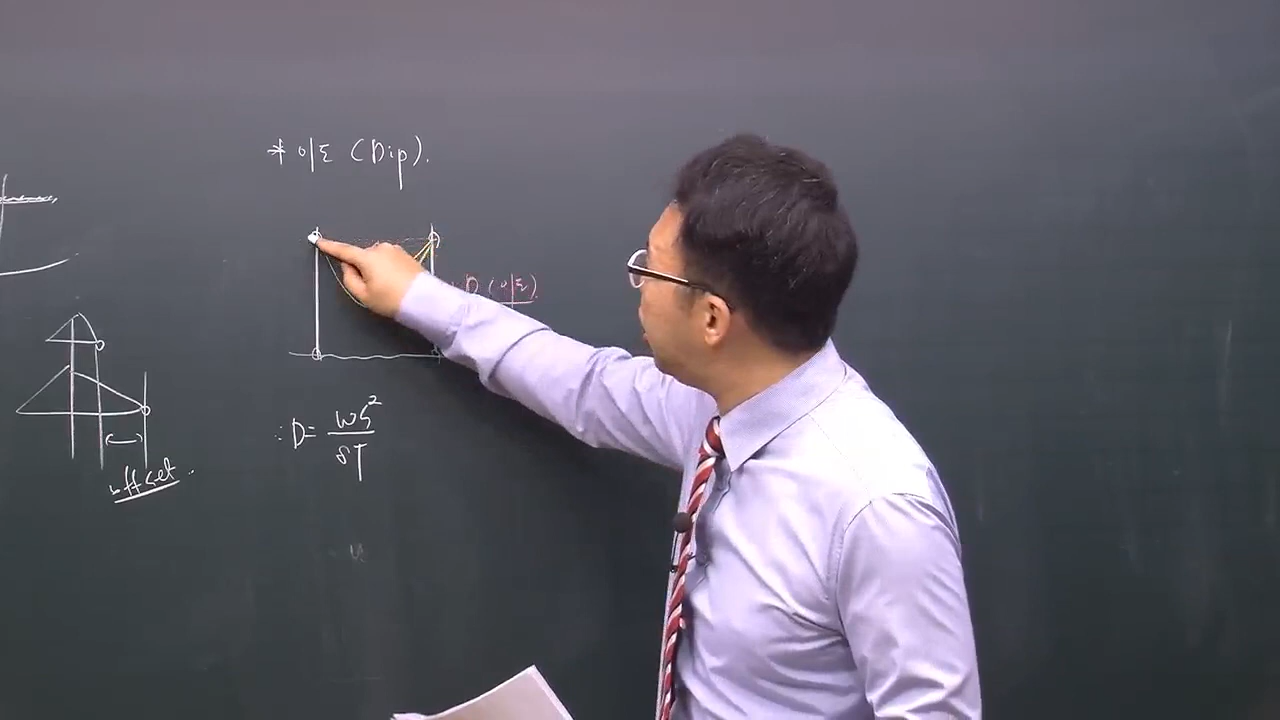 * 이도 (Dip).
D (이도).
∴ D = WS² / 8T
offset